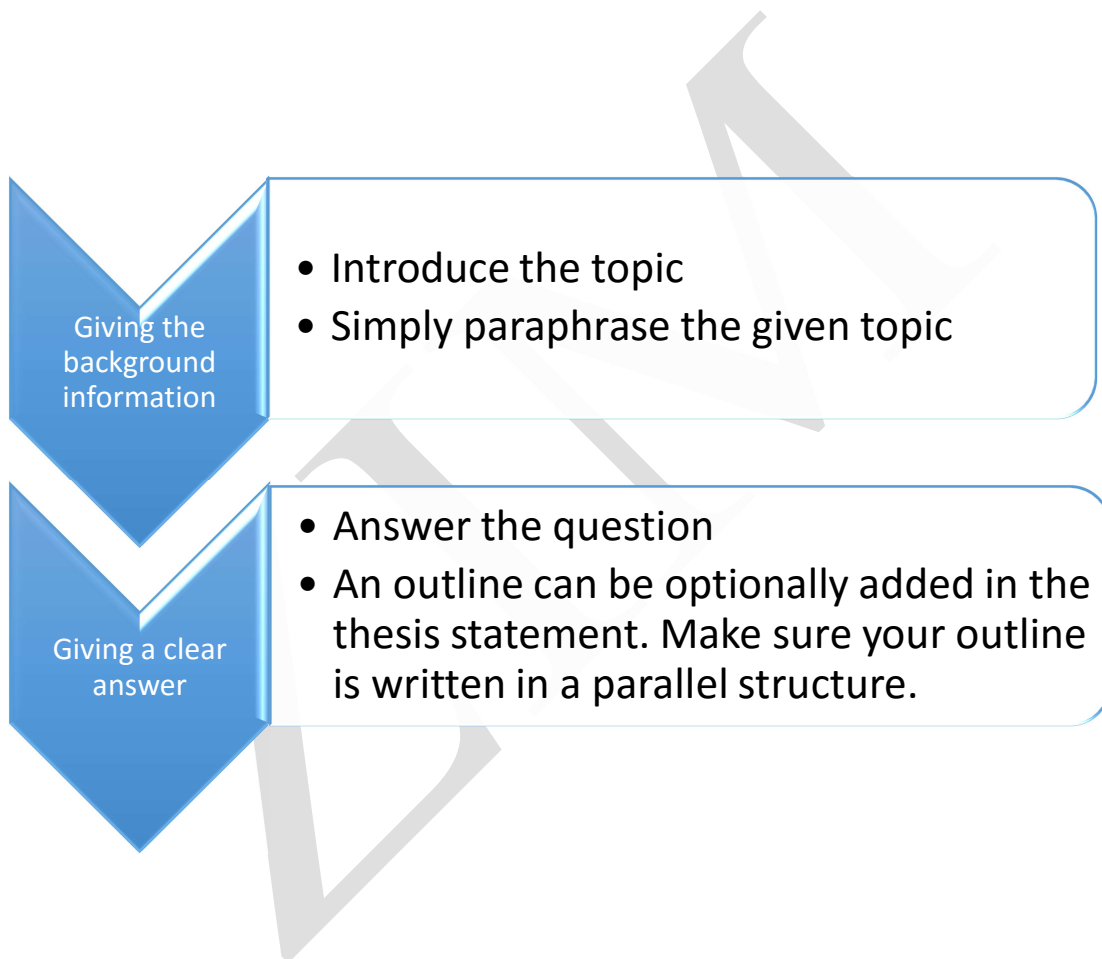 Giving the
background
information
• Introduce the topic
• Simply paraphrase the given topic
Giving a clear
answer
• Answer the question
• An outline can be optionally added in the
thesis statement. Make sure your outline
is written in a parallel structure.
ZIM